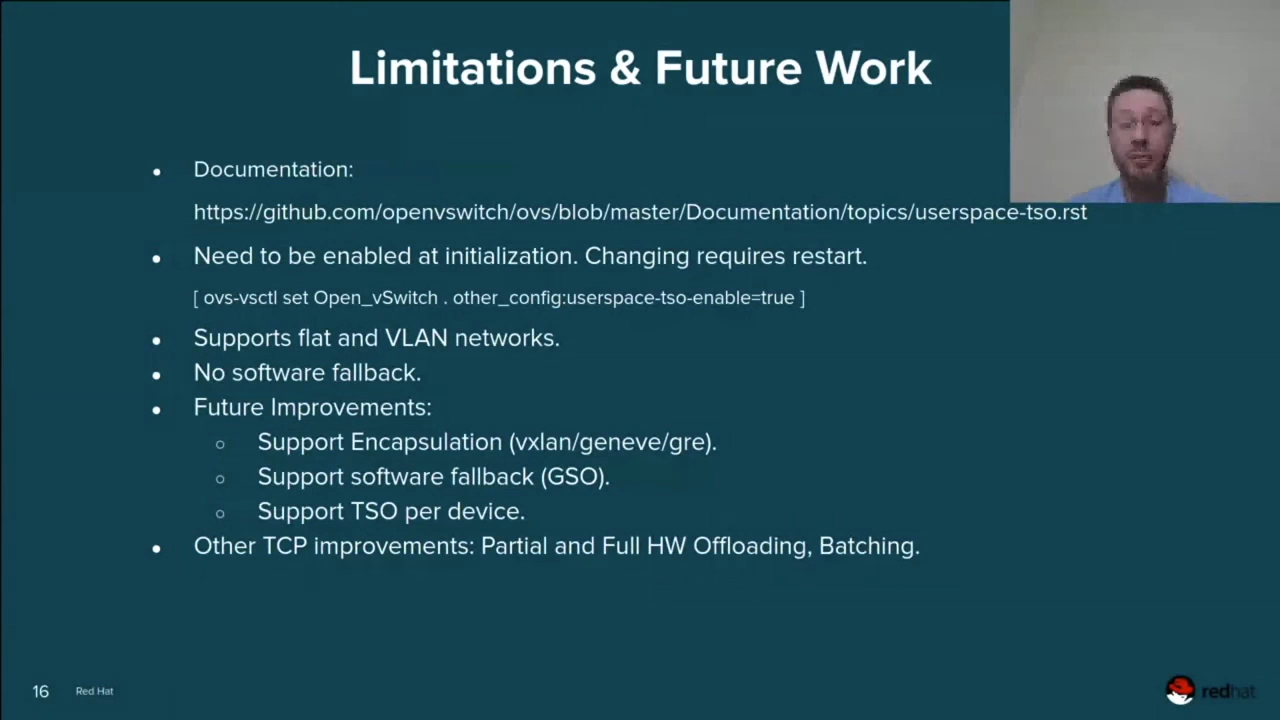 Limitations & Future Work
● Documentation:
https://github.com/openvswitch/ovs/blob/master/Documentation/topics/userspace-tso.rst
● Need to be enabled at initialization. Changing requires restart.
[ ovs-vsctl set Open_vSwitch . other_config:userspace-tso-enable=true ]
● Supports flat and VLAN networks.
● No software fallback.
● Future Improvements:
○ Support Encapsulation (vxlan/geneve/gre).
○ Support software fallback (GSO).
○ Support TSO per device.
● Other TCP improvements: Partial and Full HW Offloading, Batching.
16 Red Hat
redhat